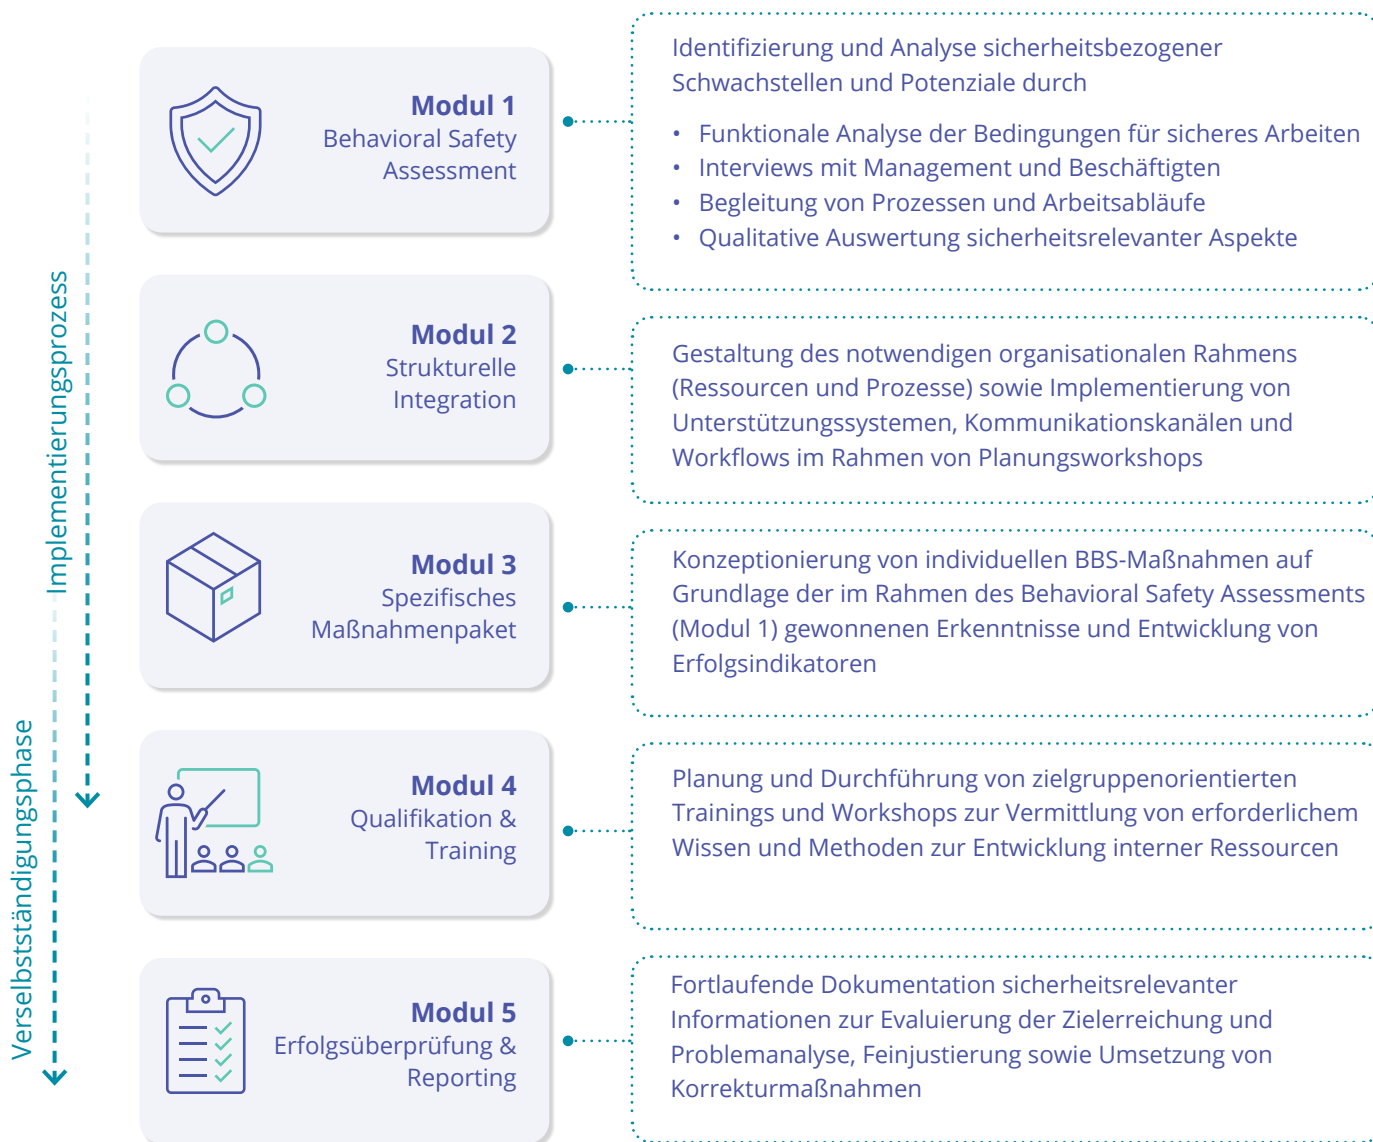 Implementierungsprozess
Verselbstständigungsphase
Modul 1
Behavioral Safety
Assessment
Identifizierung und Analyse sicherheitsbezogener
Schwachstellen und Potenziale durch
• Funktionale Analyse der Bedingungen für sicheres Arbeiten
• Interviews mit Management und Beschäftigten
• Begleitung von Prozessen und Arbeitsabläufe
• Qualitative Auswertung sicherheitsrelevanter Aspekte
Modul 2
Strukturelle
Integration
Gestaltung des notwendigen organisationalen Rahmens
(Ressourcen und Prozesse) sowie Implementierung von
Unterstützungssystemen, Kommunikationskanälen und
Workflows im Rahmen von Planungsworkshops
Modul 3
Spezifisches
Maßnahmenpaket
Konzeptionierung von individuellen BBS-Maßnahmen auf
Grundlage der im Rahmen des Behavioral Safety Assessments
(Modul 1) gewonnenen Erkenntnisse und Entwicklung von
Erfolgsindikatoren
Modul 4
Qualifikation &
Training
Planung und Durchführung von zielgruppenorientierten
Trainings und Workshops zur Vermittlung von erforderlichem
Wissen und Methoden zur Entwicklung interner Ressourcen
Modul 5
Erfolgsüberprüfung &
Reporting
Fortlaufende Dokumentation sicherheitsrelevanter
Informationen zur Evaluierung der Zielerreichung und
Problemanalyse, Feinjustierung sowie Umsetzung von
Korrekturmaßnahmen